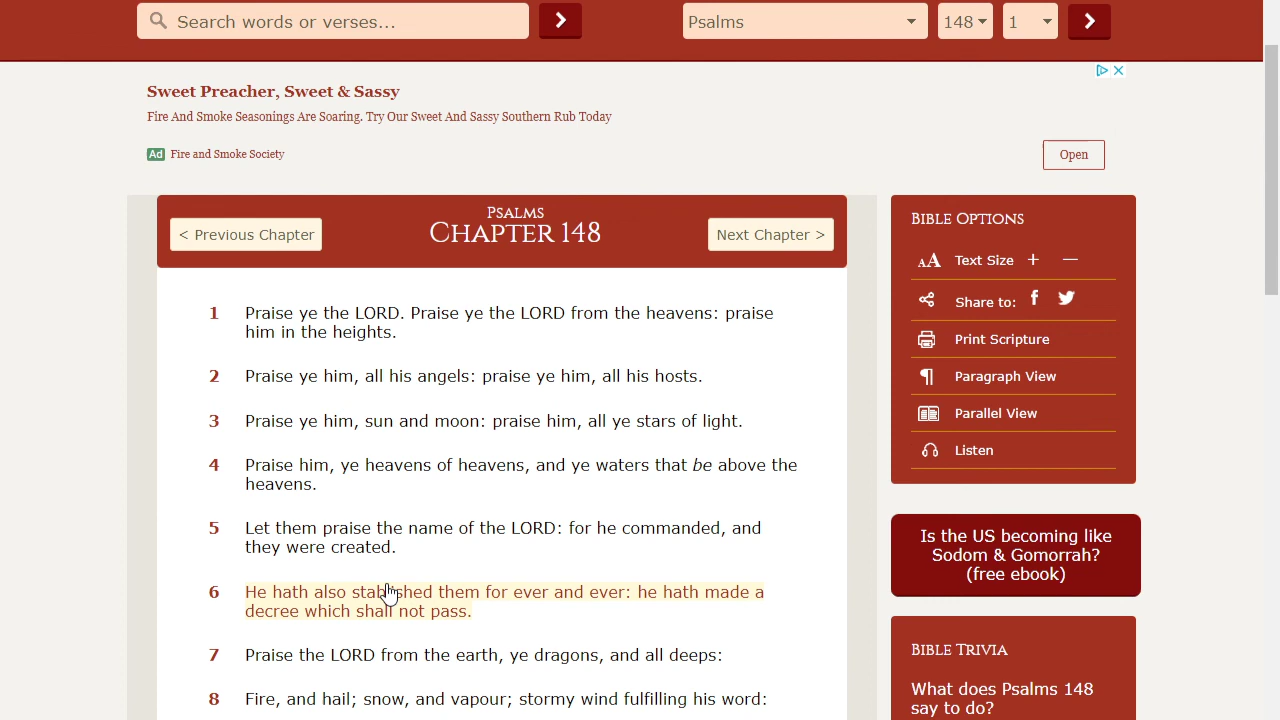 Search words or verses...
Psalms
148
1
Sweet Preacher, Sweet & Sassy
Fire And Smoke Seasonings Are Soaring. Try Our Sweet And Sassy Southern Rub Today
Ad Fire and Smoke Society
Open
< Previous Chapter
Psalms
Chapter 148
Next Chapter >
1 Praise ye the LORD. Praise ye the LORD from the heavens: praise
him in the heights.
2 Praise ye him, all his angels: praise ye him, all his hosts.
3 Praise ye him, sun and moon: praise him, all ye stars of light.
4 Praise him, ye heavens of heavens, and ye waters that be above the
heavens.
5 Let them praise the name of the LORD: for he commanded, and
they were created.
6 He hath also stablished them for ever and ever: he hath made a
decree which shall not pass.
7 Praise the LORD from the earth, ye dragons, and all deeps:
8 Fire, and hail; snow, and vapour; stormy wind fulfilling his word:
Bible Options
AA Text Size + —
Share to:
Print Scripture
Paragraph View
Parallel View
Listen
Is the US becoming like
Sodom & Gomorrah?
(free ebook)
Bible Trivia
What does Psalms 148
say to do?